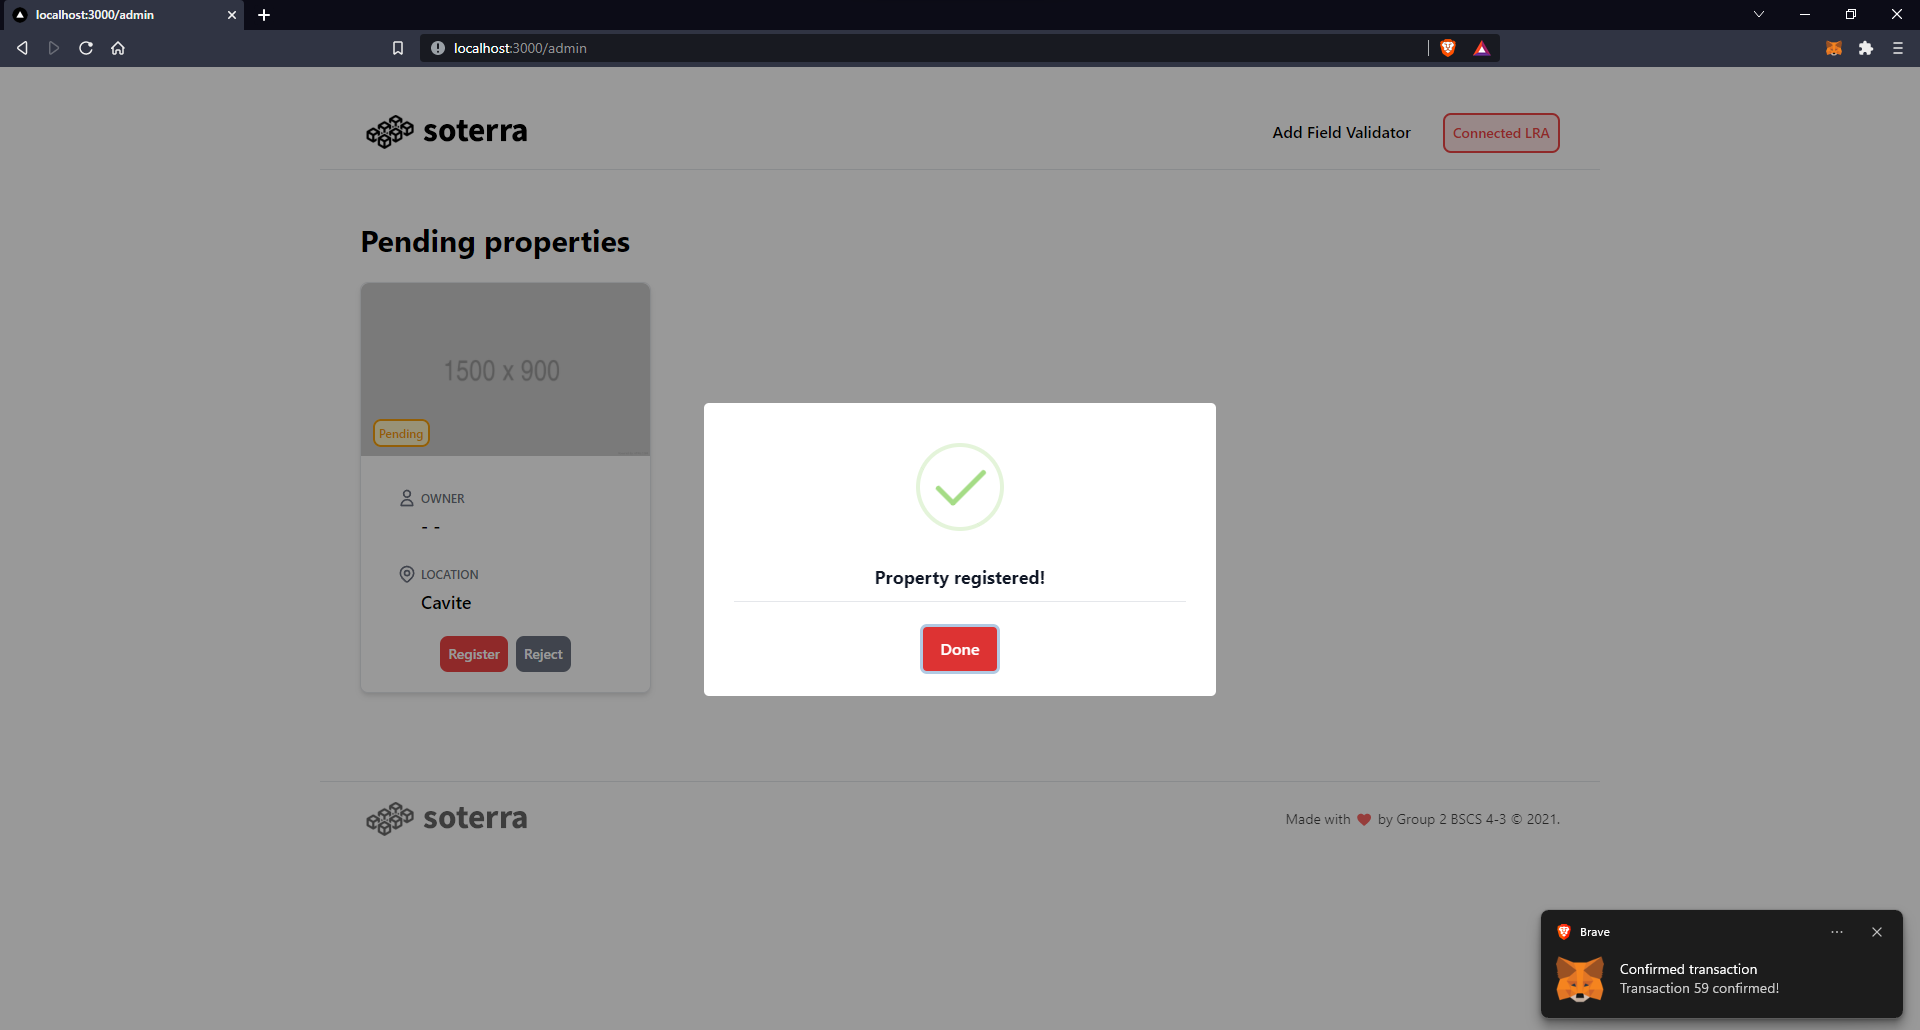 localhost:3000/admin
localhost:3000/admin
soterra
Add Field Validator
Connected LRA
Pending properties
1500 x 900
Pending
OWNER
- -
LOCATION
Cavite
Register
Reject
Property registered!
Done
soterra
Made with ❤ by Group 2 BSCS 4-3 © 2021.
Brave
Confirmed transaction
Transaction 59 confirmed!